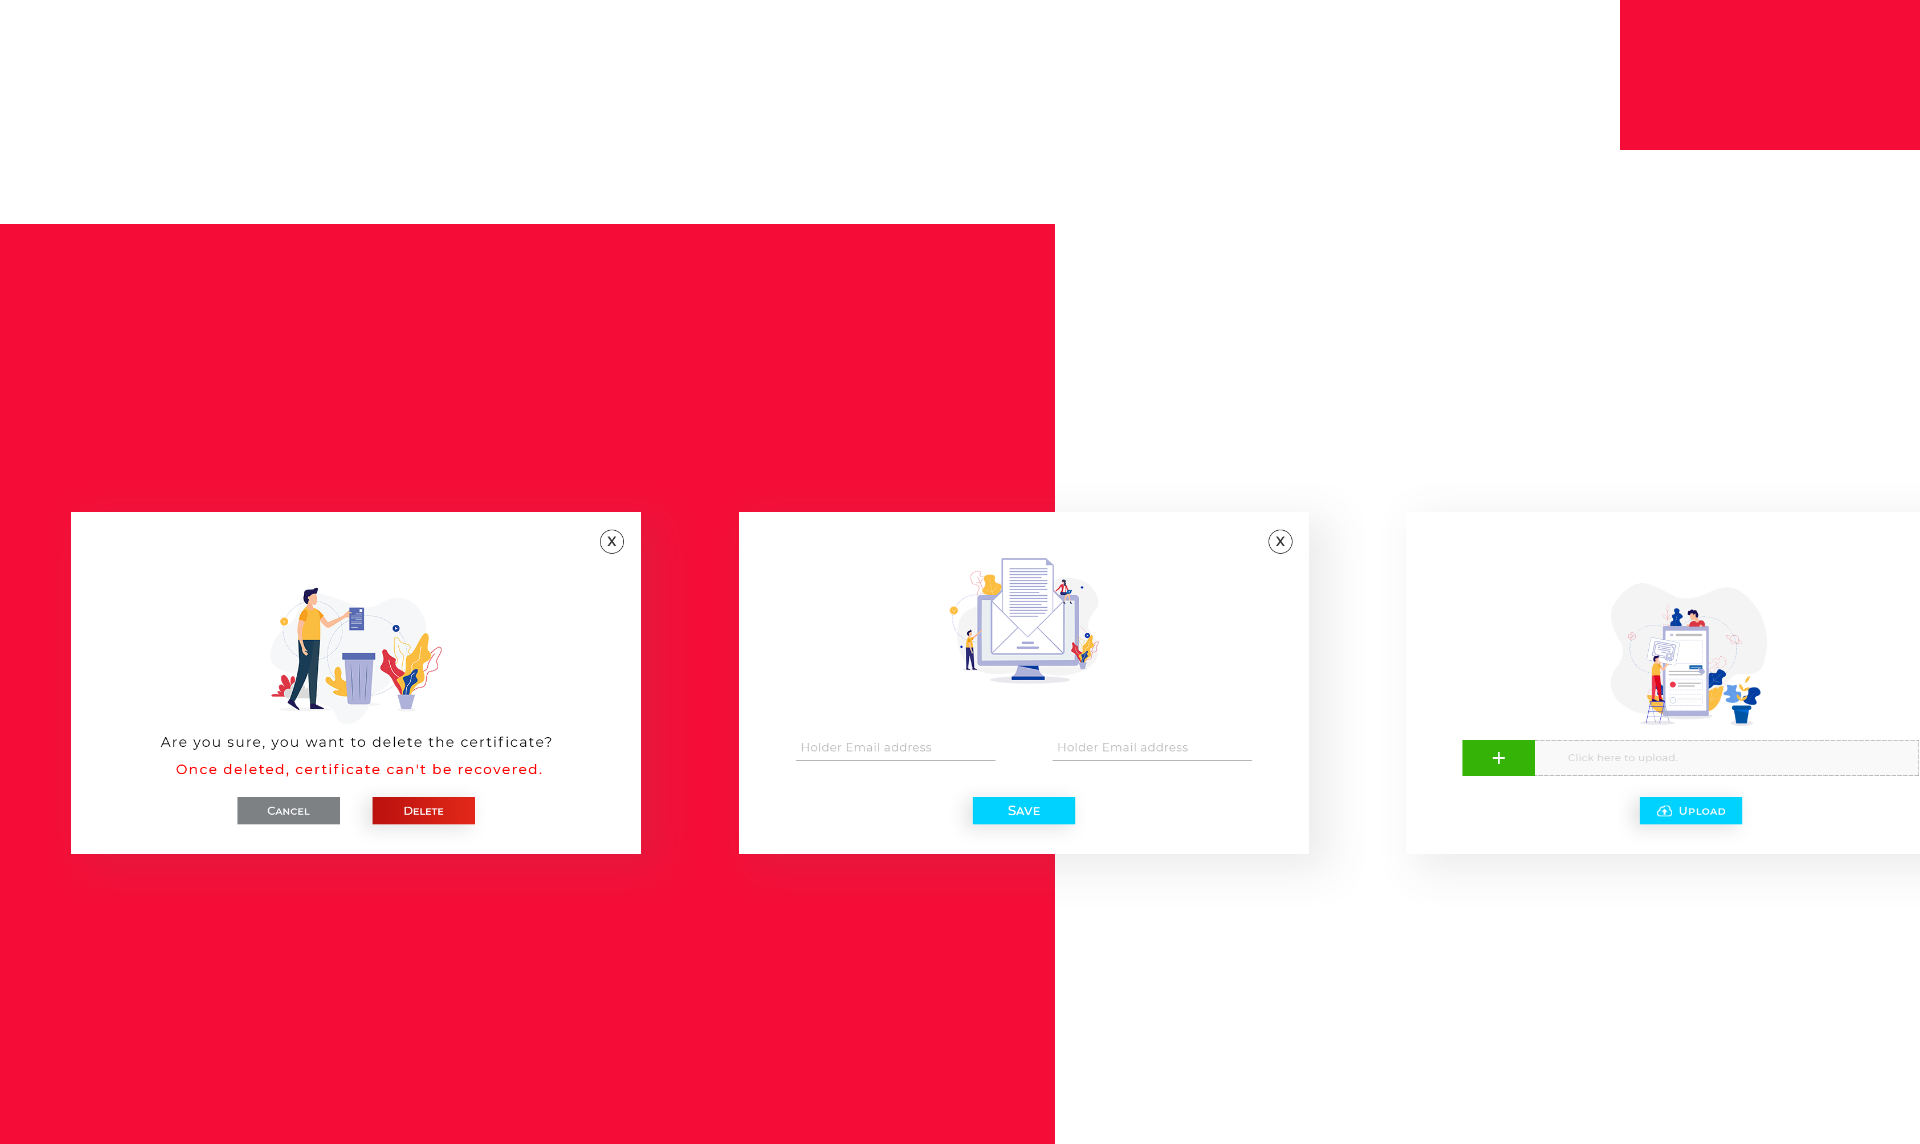 X
Are you sure, you want to delete the certificate?
Once deleted, certificate can't be recovered.
Cancel
Delete
X
Holder Email address
Holder Email address
Save
+
Click here to upload.
Upload